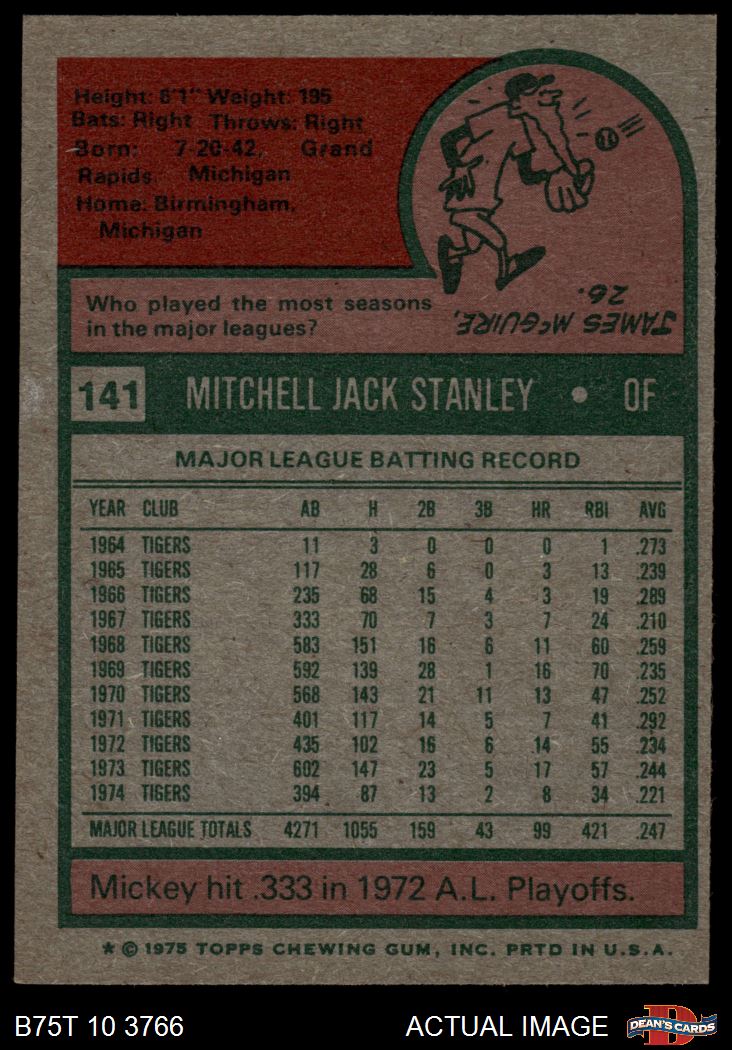 Height: 6'1" Weight: 195
Bats: Right Throws: Right
Born: 7-20-42, Grand
Rapids, Michigan
Home: Birmingham,
Michigan
Who played the most seasons
in the major leagues?
JAMES McGUIRE,
26.
141 MITCHELL JACK STANLEY • OF
MAJOR LEAGUE BATTING RECORD
YEAR CLUB AB H 2B 3B HR RBI AVG
1964 TIGERS 11 3 0 0 0 1 .273
1965 TIGERS 117 28 6 0 3 13 .239
1966 TIGERS 235 68 15 4 3 19 .289
1967 TIGERS 333 70 7 3 7 24 .210
1968 TIGERS 583 151 16 6 11 60 .259
1969 TIGERS 592 139 28 1 16 70 .235
1970 TIGERS 568 143 21 11 13 47 .252
1971 TIGERS 401 117 14 5 7 41 .292
1972 TIGERS 435 102 16 6 14 55 .234
1973 TIGERS 602 147 23 5 17 57 .244
1974 TIGERS 394 87 13 2 8 34 .221
MAJOR LEAGUE TOTALS 4271 1055 159 43 99 421 .247
Mickey hit .333 in 1972 A.L. Playoffs.
* © 1975 TOPPS CHEWING GUM, INC. PRTD IN U.S.A.
B75T 10 3766 ACTUAL IMAGE DEAN'S CARDS